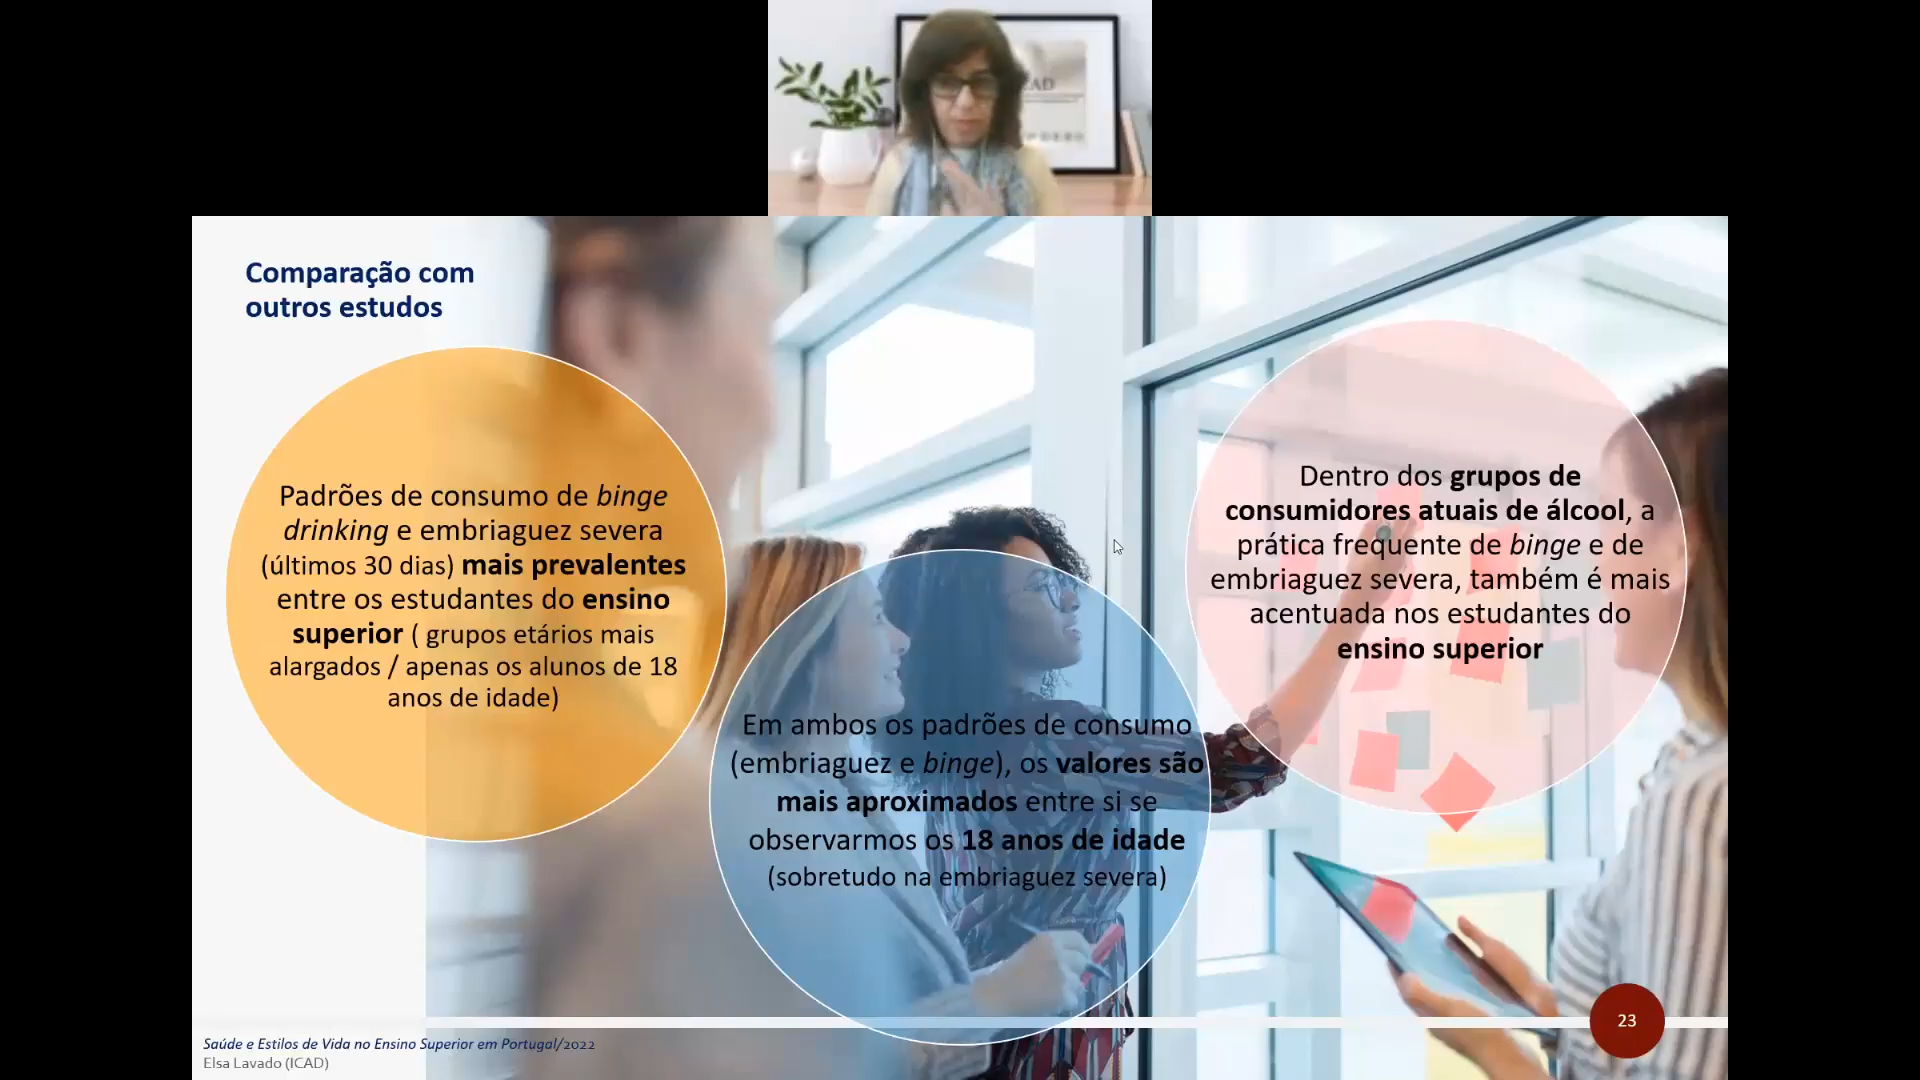 Comparação com
outros estudos
Padrões de consumo de binge
drinking e embriaguez severa
(últimos 30 dias) mais prevalentes
entre os estudantes do ensino
superior ( grupos etários mais
alargados / apenas os alunos de 18
anos de idade)
Em ambos os padrões de consumo
(embriaguez e binge), os valores são
mais aproximados entre si se
observarmos os 18 anos de idade
(sobretudo na embriaguez severa)
Dentro dos grupos de
consumidores atuais de álcool, a
prática frequente de binge e de
embriaguez severa, também é mais
acentuada nos estudantes do
ensino superior
Saúde e Estilos de Vida no Ensino Superior em Portugal/2022
Elsa Lavado (ICAD)
23